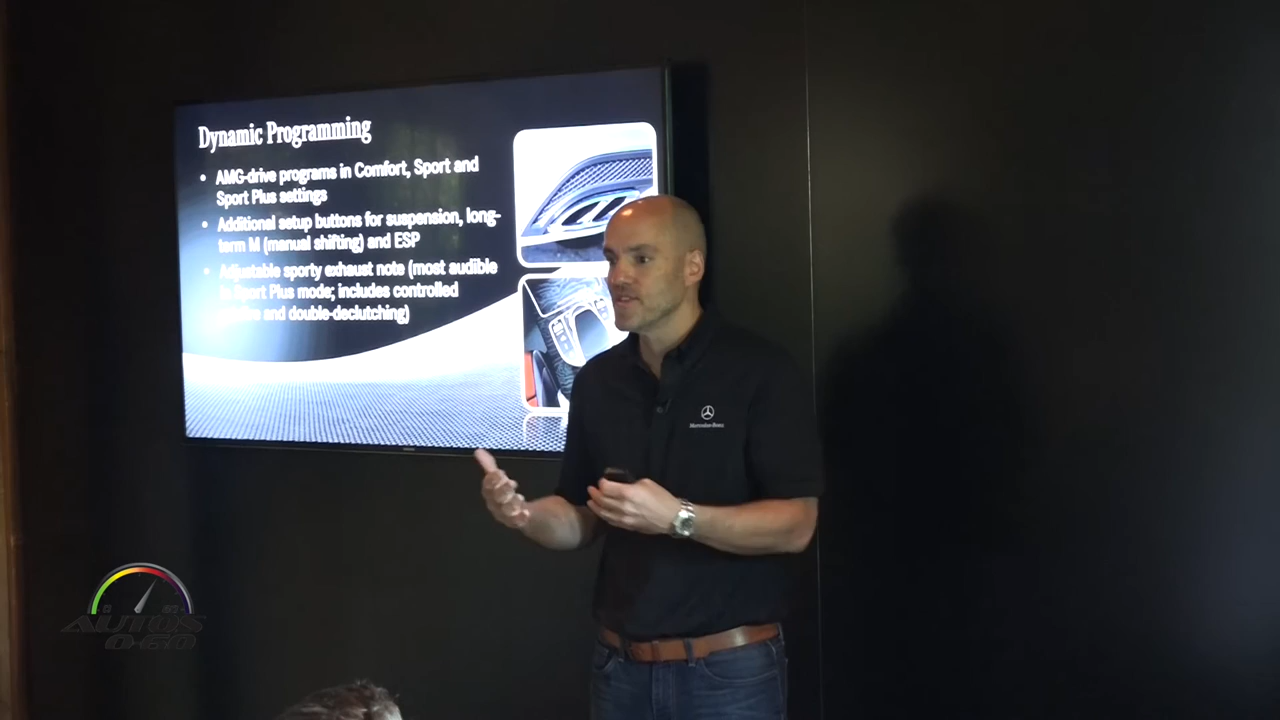 Dynamic Programming
• AMG-drive programs in Comfort, Sport and
Sport Plus settings
• Additional setup buttons for suspension, long-
term M (manual shifting) and ESP
• Adjustable sporty exhaust note (most audible
in Sport Plus mode; includes controlled
and double-declutching)
Mercedes-Benz
AUTOS
0-60